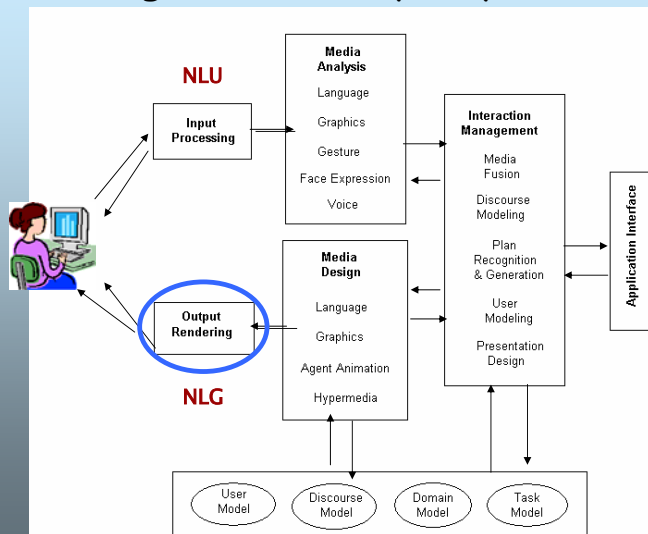 NLU
Input
Processing
Media
Analysis
Language
Graphics
Gesture
Face Expression
Voice
Interaction
Management
Media
Fusion
Discourse
Modeling
Plan
Recognition
& Generation
User
Modeling
Presentation
Design
Application Interface
Output
Rendering
NLG
Media
Design
Language
Graphics
Agent Animation
Hypermedia
User
Model
Discourse
Model
Domain
Model
Task
Model